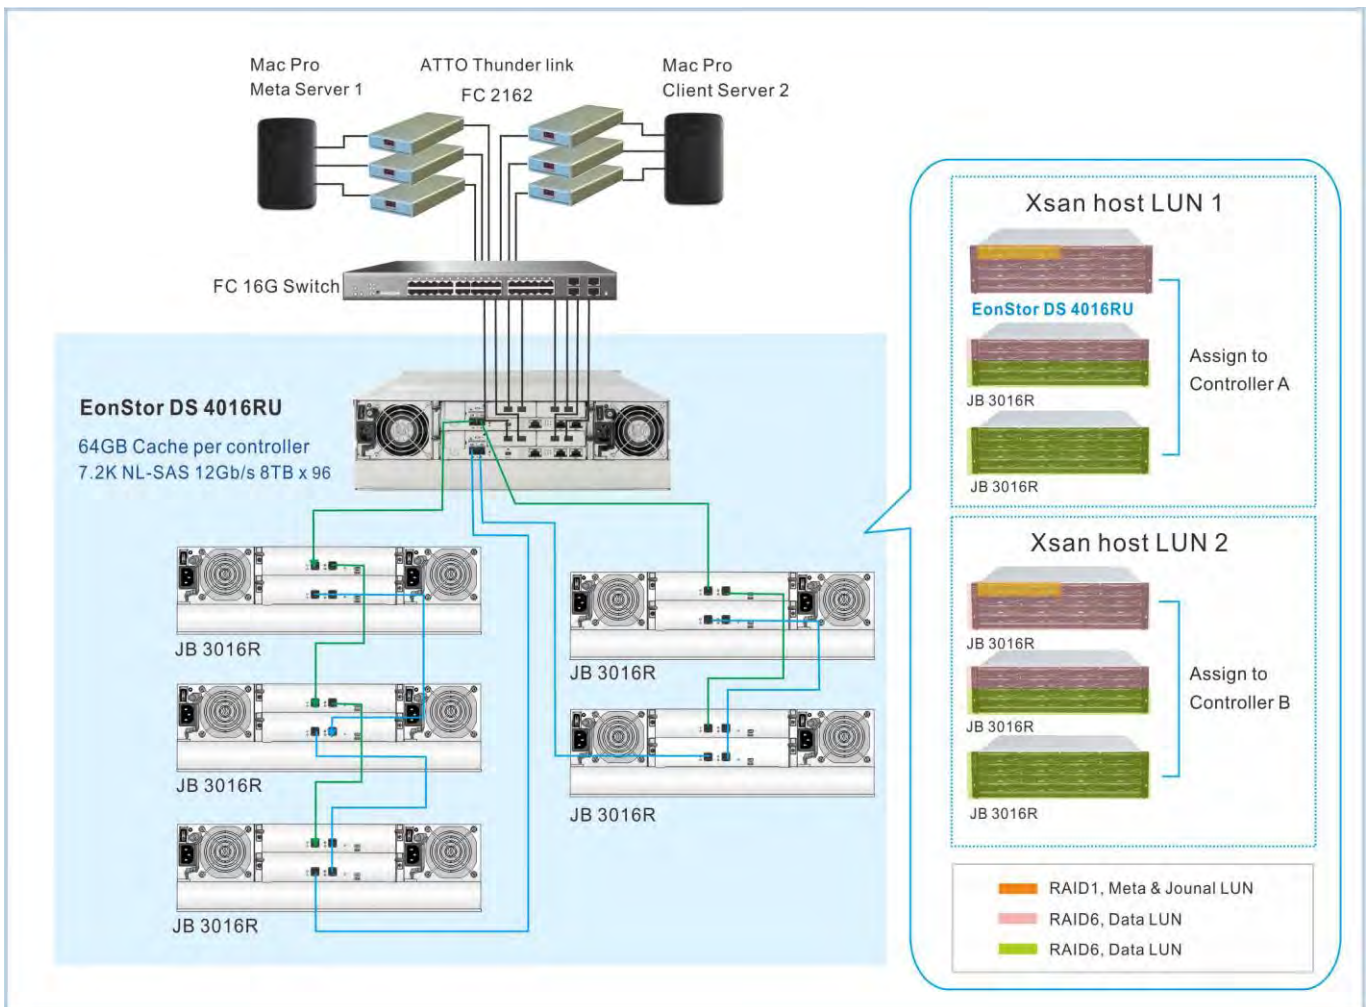 Mac Pro
Meta Server 1
ATTO Thunder link
FC 2162
Mac Pro
Client Server 2
FC 16G Switch
EonStor DS 4016RU
64GB Cache per controller
7.2K NL-SAS 12Gb/s 8TB x 96
JB 3016R
JB 3016R
JB 3016R
JB 3016R
JB 3016R
Xsan host LUN 1
EonStor DS 4016RU
JB 3016R
JB 3016R
Assign to
Controller A
Xsan host LUN 2
JB 3016R
JB 3016R
JB 3016R
Assign to
Controller B
RAID1, Meta & Jounal LUN
RAID6, Data LUN
RAID6, Data LUN